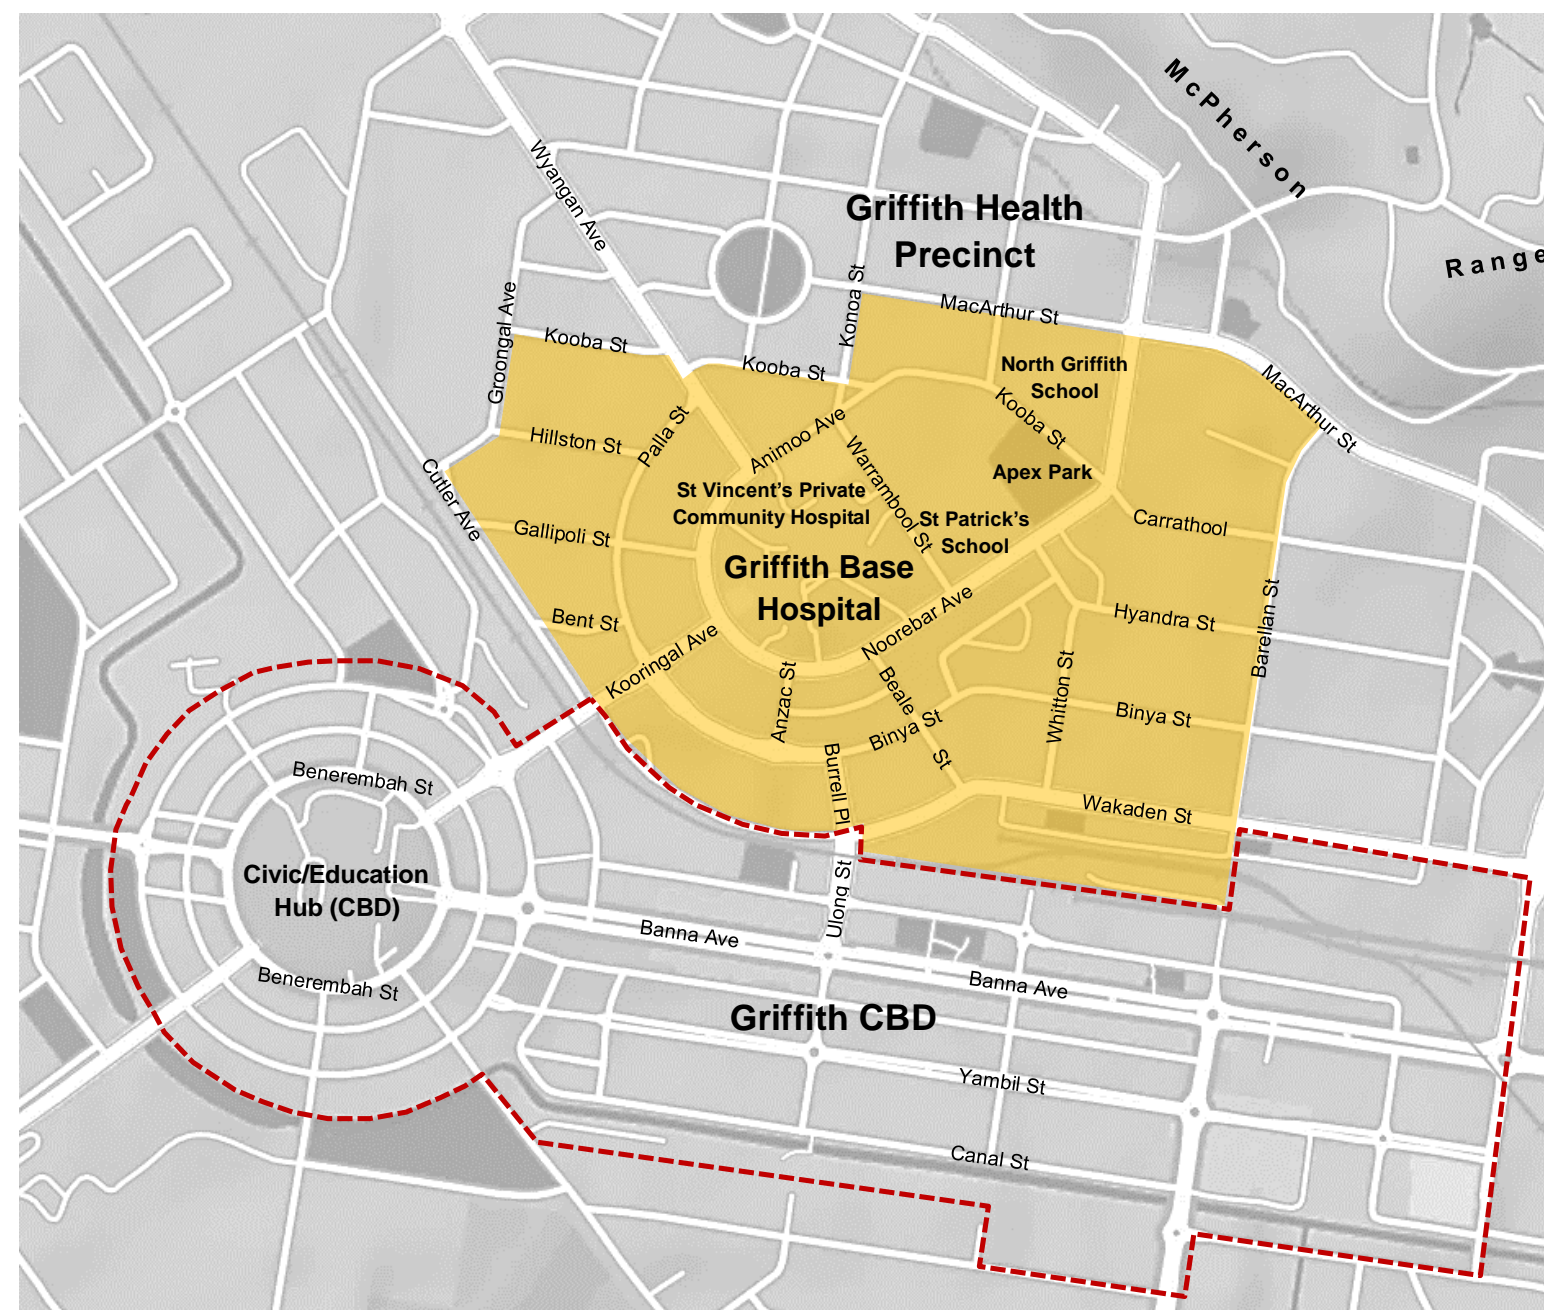 McPherson
Range
Wyangan Ave
Griffith Health
Precinct
Groongal Ave
Konoa St
MacArthur St
Kooba St
Kooba St
North Griffith
School
MacArthur St
Kooba St
Palla St
Animoo Ave
Hillston St
Warrambool St
Apex Park
Cutler Ave
St Vincent’s Private
Community Hospital
St Patrick’s
School
Carrathool
Gallipoli St
Griffith Base
Hospital
Noorebar Ave
Hyandra St
Barellan St
Bent St
Kooringal Ave
Anzac St
Beale
St
Whitton St
Binya St
Binya St
Burrell Pl
Benerembah St
Wakaden St
Civic/Education
Hub (CBD)
Ulong St
Banna Ave
Banna Ave
Benerembah St
Griffith CBD
Yambil St
Canal St